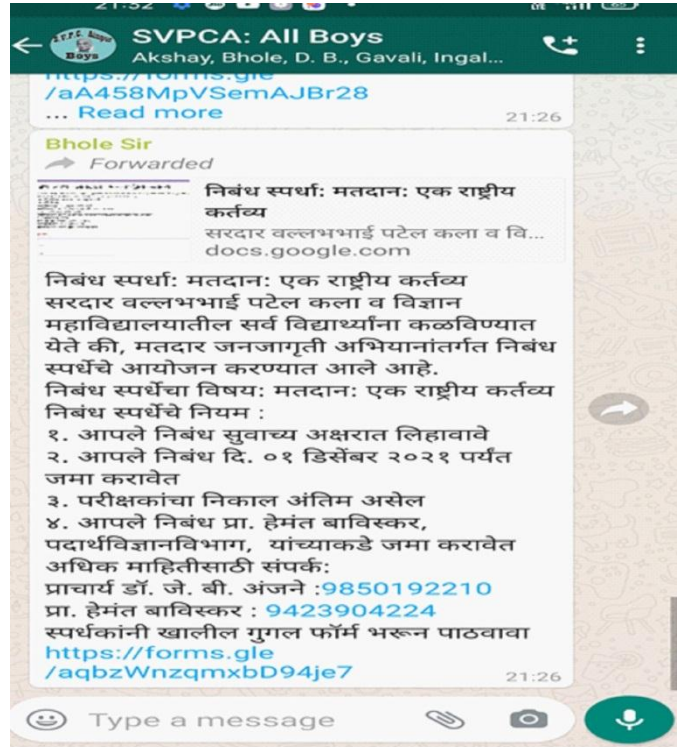 21:52
SVPCA: All Boys
Akshay, Bhole, D. B., Gavali, Ingal...
https://forms.gle
/aA458MpVSemAJBr28
... Read more
21:26
Bhole Sir
Forwarded
निबंध स्पर्धा: मतदान: एक राष्ट्रीय
कर्तव्य
सरदार वल्लभभाई पटेल कला व वि...
docs.google.com
निबंध स्पर्धा: मतदान: एक राष्ट्रीय कर्तव्य
सरदार वल्लभभाई पटेल कला व विज्ञान
महाविद्यालयातील सर्व विद्यार्थ्यांना कळविण्यात
येते की, मतदार जनजागृती अभियानांतर्गत निबंध
स्पर्धेचे आयोजन करण्यात आले आहे.
निबंध स्पर्धेचा विषय: मतदान: एक राष्ट्रीय कर्तव्य
निबंध स्पर्धेचे नियम :
१. आपले निबंध सुवाच्य अक्षरात लिहावावे
२. आपले निबंध दि. ०१ डिसेंबर २०२१ पर्यंत
जमा करावेत
३. परीक्षकांचा निकाल अंतिम असेल
४. आपले निबंध प्रा. हेमंत बाविस्कर,
पदार्थविज्ञानविभाग, यांच्याकडे जमा करावेत
अधिक माहितीसाठी संपर्क:
प्राचार्य डॉ. जे. बी. अंजने :9850192210
प्रा. हेमंत बाविस्कर : 9423904224
स्पर्धकांनी खालील गुगल फॉर्म भरून पाठवावा
https://forms.gle
/aqbzWnzqmxbD94je7
21:26
Type a message